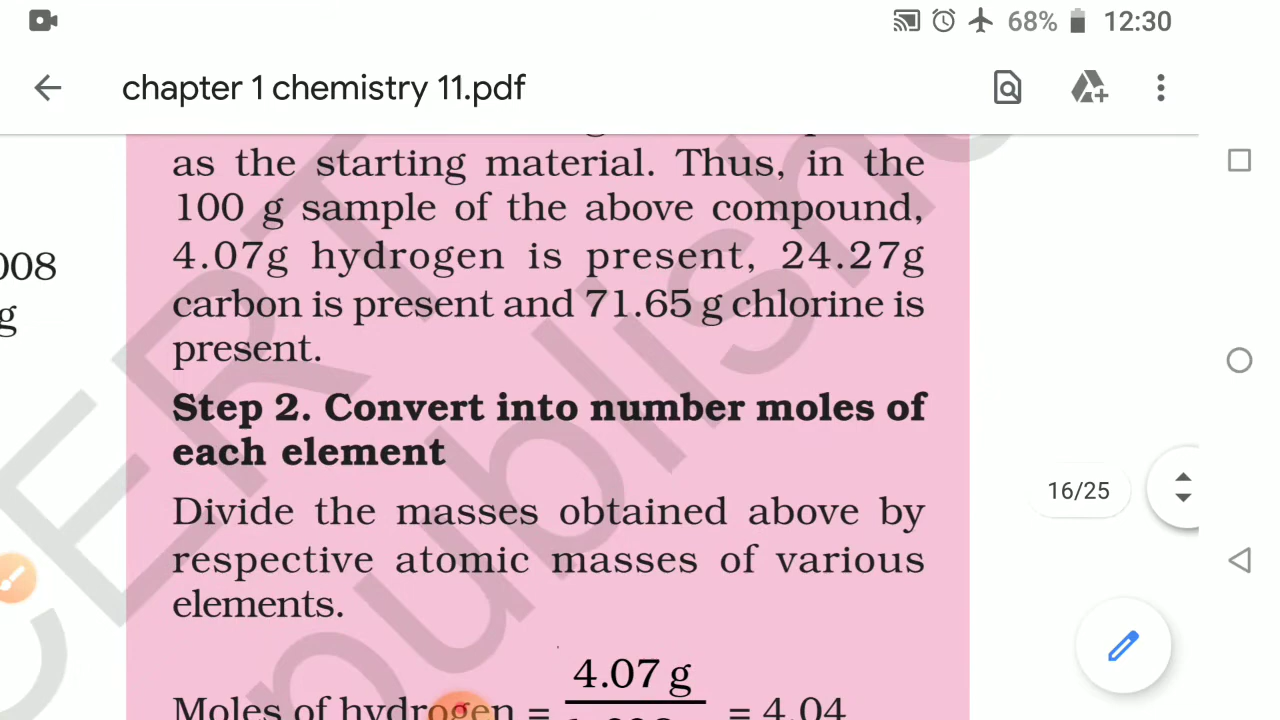 68% 12:30
chapter 1 chemistry 11.pdf
as the starting material. Thus, in the
100 g sample of the above compound,
008
4.07g hydrogen is present, 24.27g
g
carbon is present and 71.65 g chlorine is
present.
Step 2. Convert into number moles of
each element
16/25
Divide the masses obtained above by
respective atomic masses of various
elements.
4.07 g
Moles of hydrogen = = 4.04